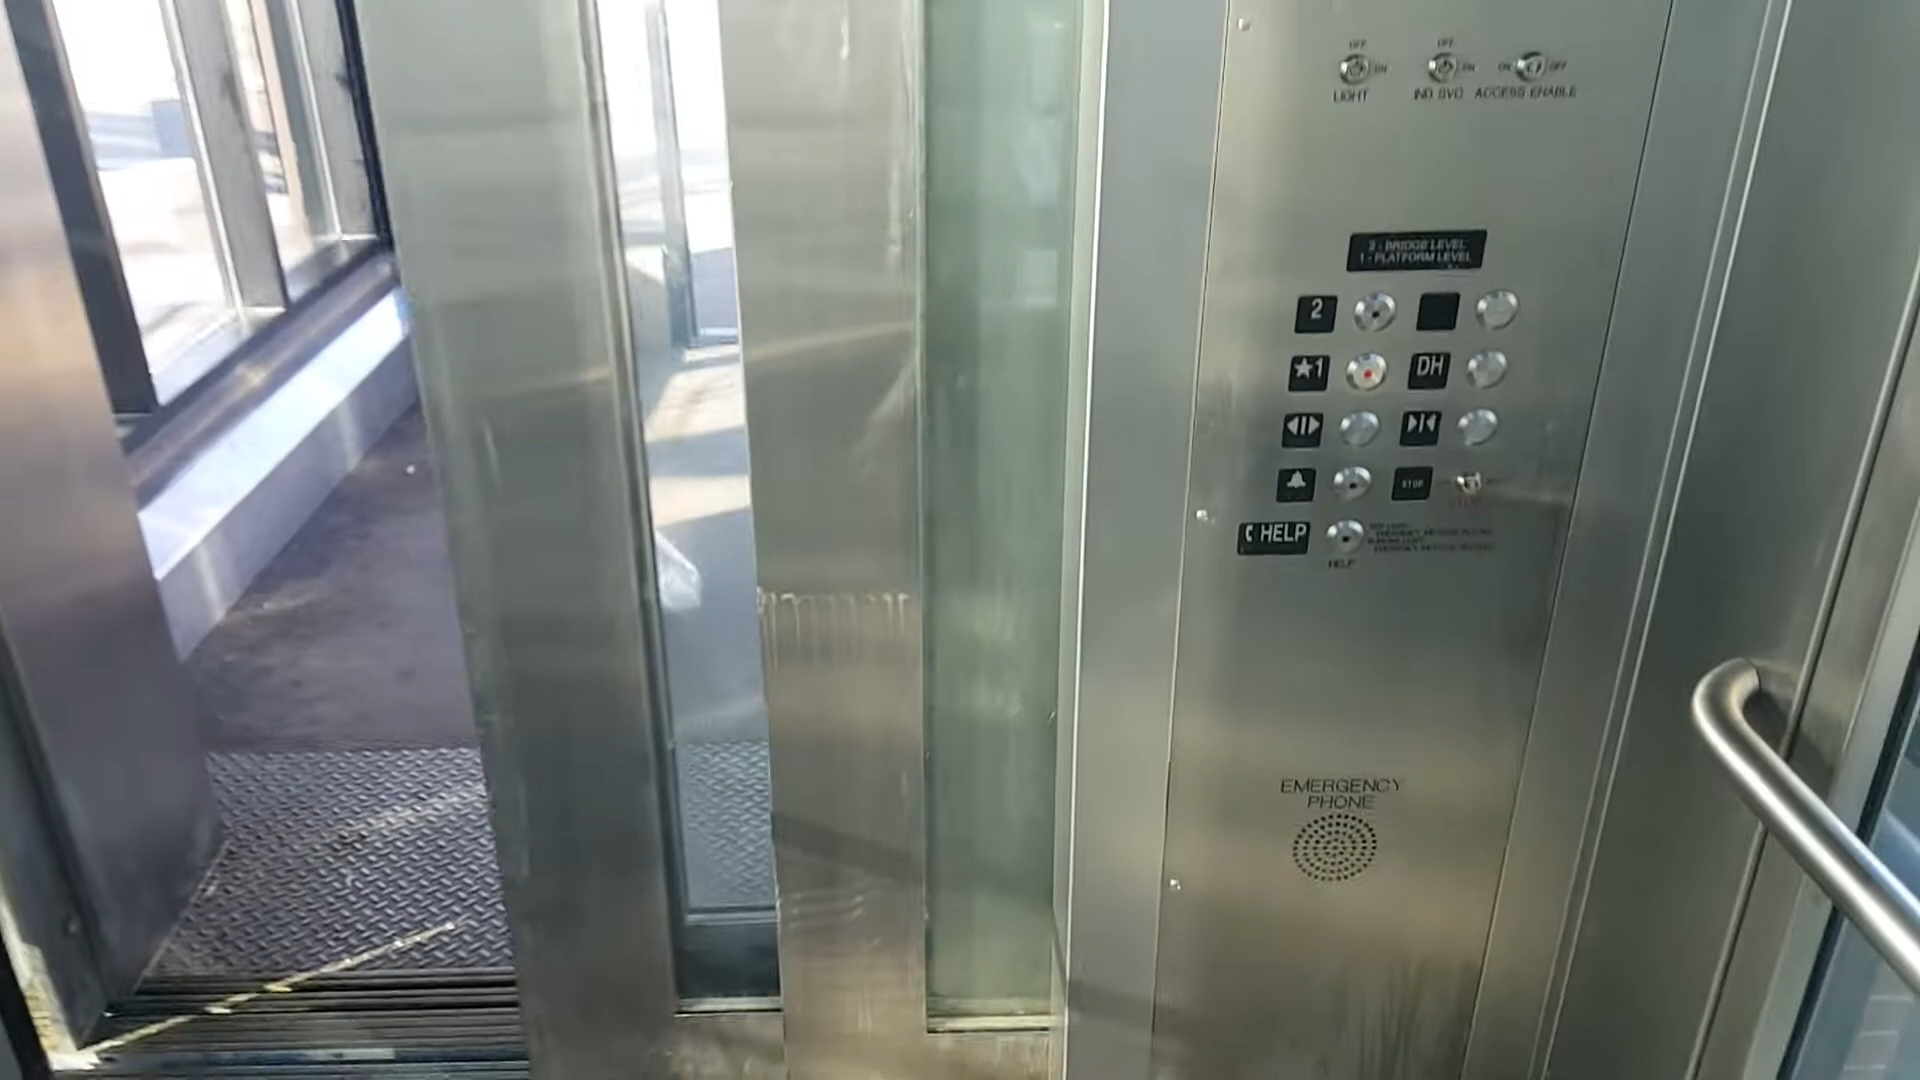 OFF OFF
ON ON ON OFF
LIGHT IND SVC ACCESS ENABLE
2 - BRIDGE LEVEL
1 - PLATFORM LEVEL
2
★1 DH
STOP
HELP
HELP
EMERGENCY
PHONE